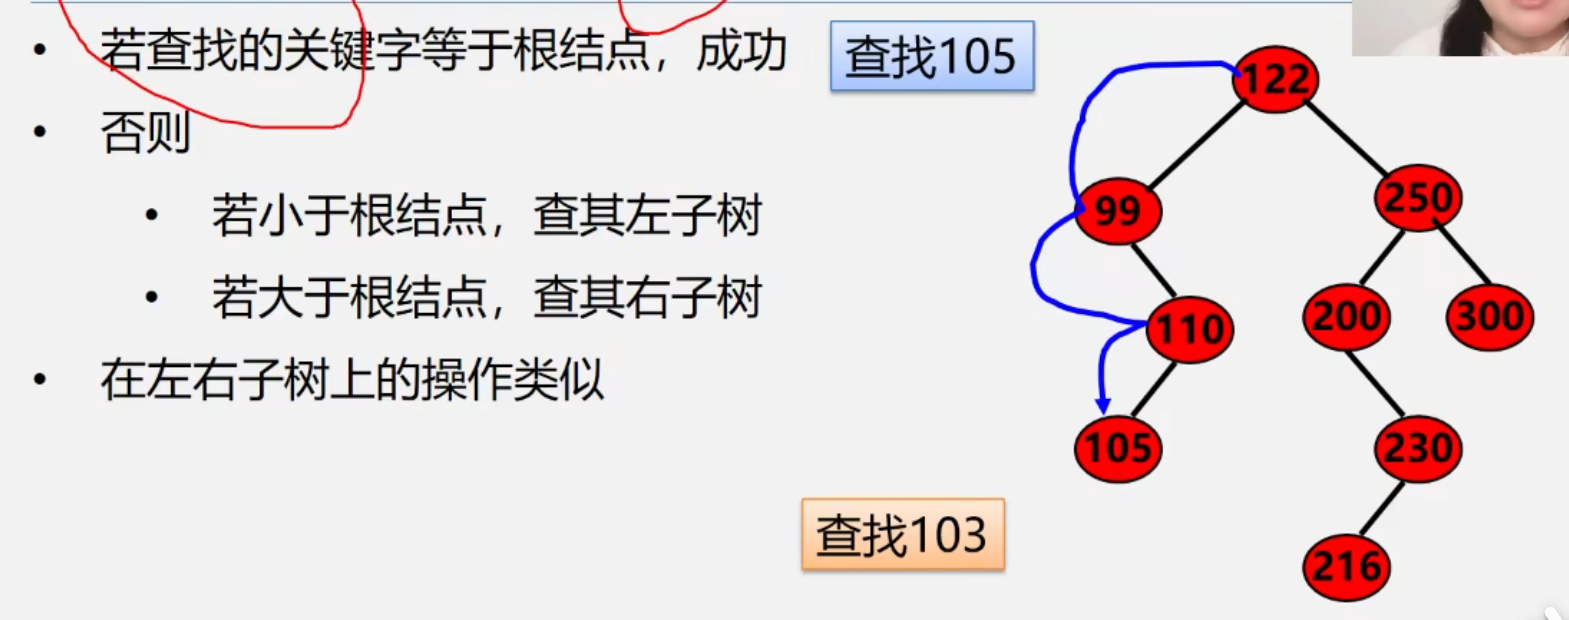 • 若查找的关键字等于根结点，成功
• 否则
• 若小于根结点，查其左子树
• 若大于根结点，查其右子树
• 在左右子树上的操作类似
查找105
查找103
122
99
250
110
200
300
105
230
216